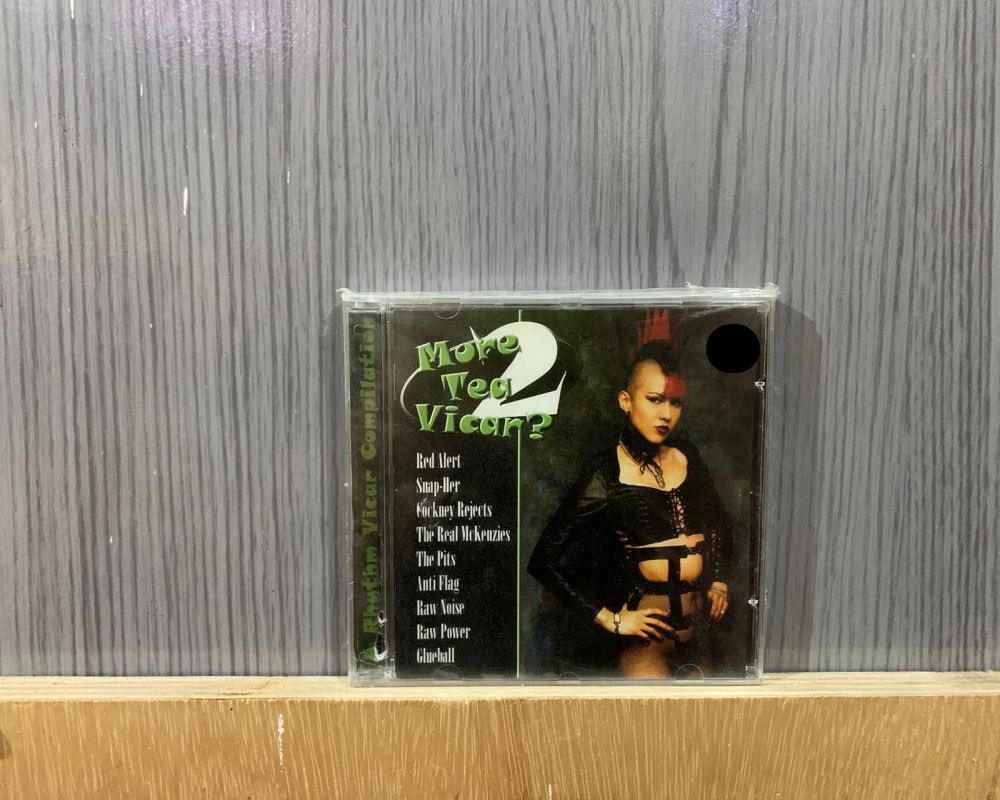 A Rhythm Vicar Compilation
More
Tea
Vicar?
2
Red Alert
Snap-Her
Cockney Rejects
The Real McKenzies
The Pits
Anti Flag
Raw Noise
Raw Power
Glueball